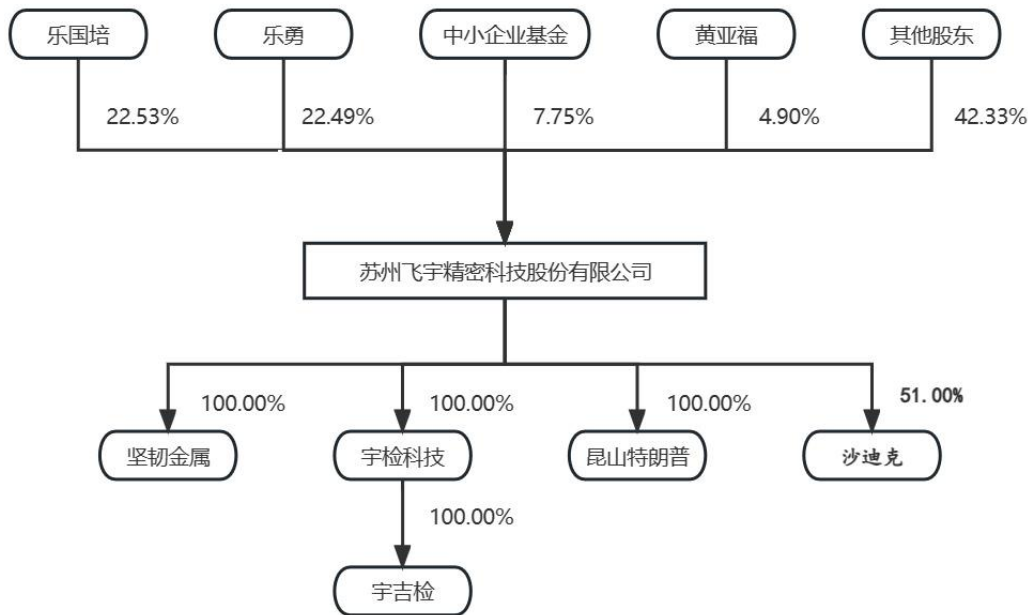 乐国培
乐勇
中小企业基金
黄亚福
其他股东
22.53%
22.49%
7.75%
4.90%
42.33%
苏州飞宇精密科技股份有限公司
100.00%
100.00%
100.00%
51.00%
坚韧金属
宇检科技
昆山特朗普
沙迪克
100.00%
宇吉检